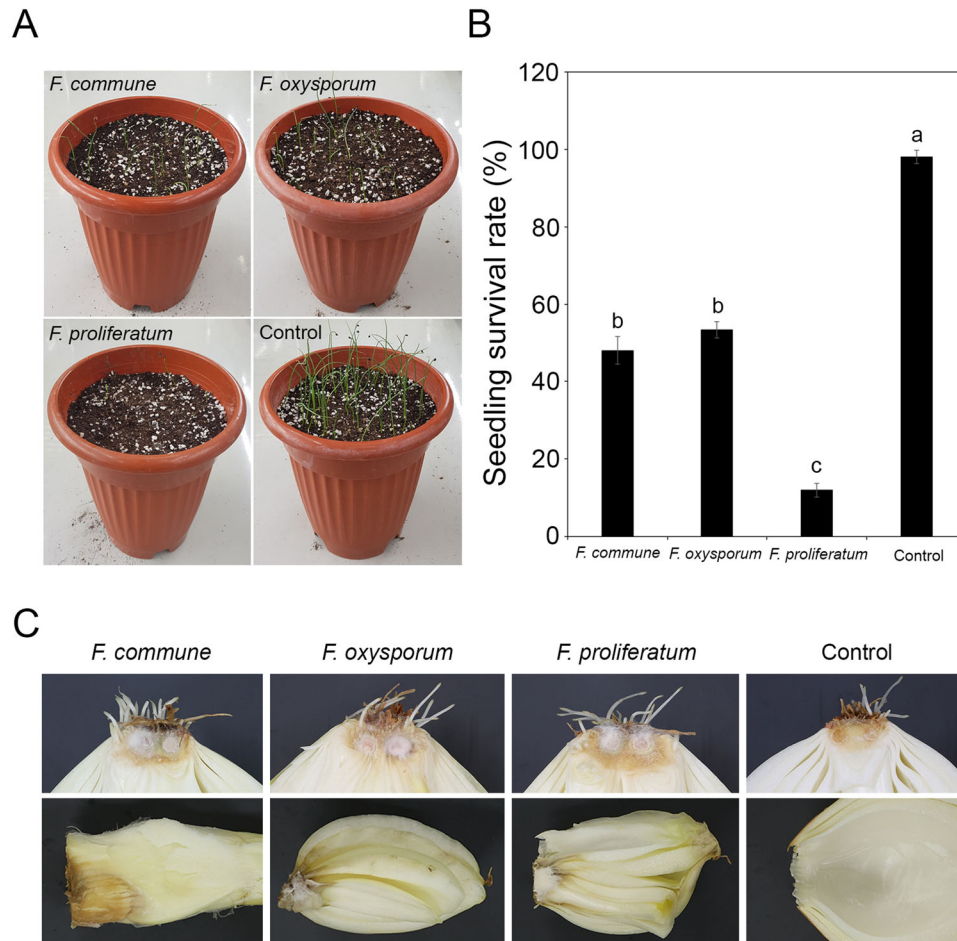 A
F. commune
F. oxysporum
F. proliferatum
Control
B
Seedling survival rate (%)
120
100
80
60
40
20
0
a
b
b
c
F. commune
F. oxysporum
F. proliferatum
Control
C
F. commune
F. oxysporum
F. proliferatum
Control